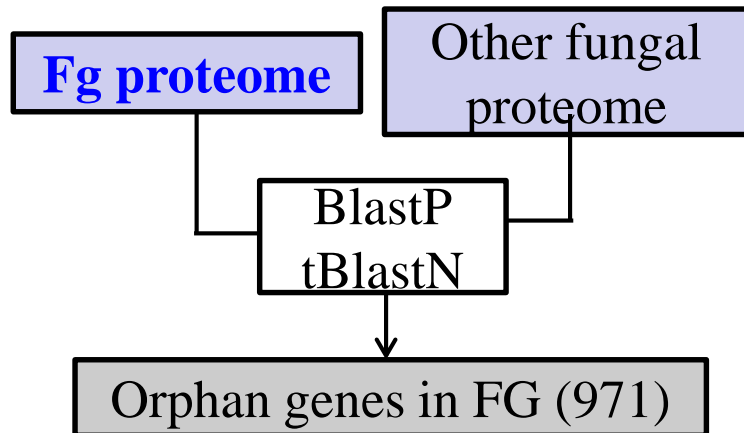 Fg proteome
Other fungal
proteome
BlastP
tBlastN
Orphan genes in FG (971)